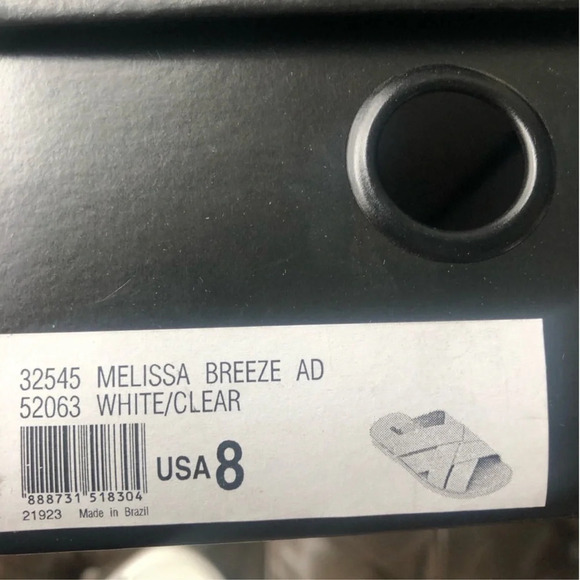 32545 MELISSA BREEZE AD
52063 WHITE/CLEAR
USA 8
888731 518304
21923 Made in Brazil